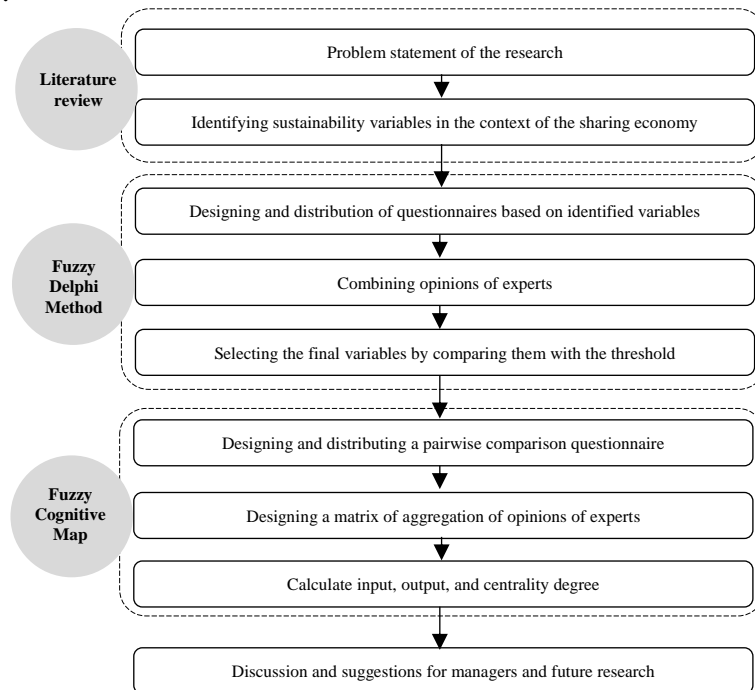 Problem statement of the research
Literature
review
Identifying sustainability variables in the context of the sharing economy
Designing and distribution of questionnaires based on identified variables
Fuzzy
Delphi
Method
Combining opinions of experts
Selecting the final variables by comparing them with the threshold
Designing and distributing a pairwise comparison questionnaire
Fuzzy
Cognitive
Map
Designing a matrix of aggregation of opinions of experts
Calculate input, output, and centrality degree
Discussion and suggestions for managers and future research